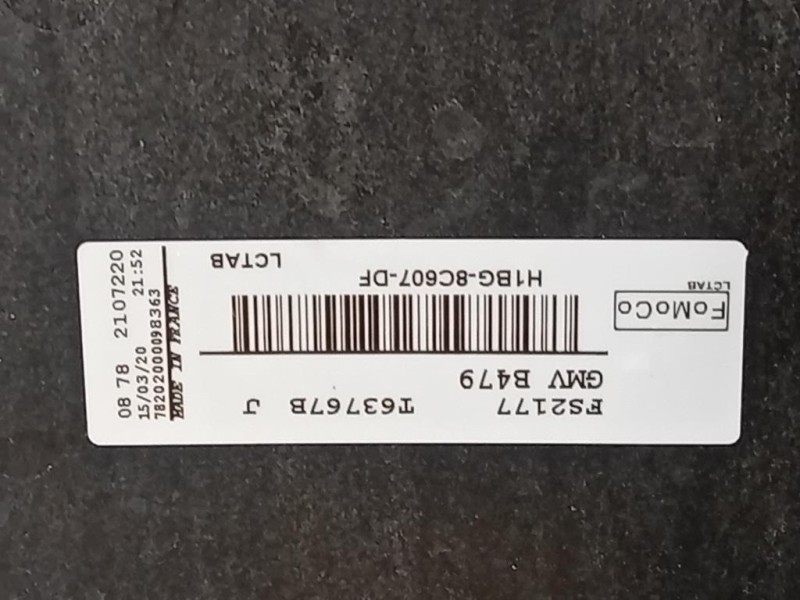 FS2177 T63767B J
GMV B479
H1BG-8C607-DF
LCTAB
FoMoCo
LCTAB
08 78 2107220
15/03/20 21:52
78202000098363
MADE IN FRANCE